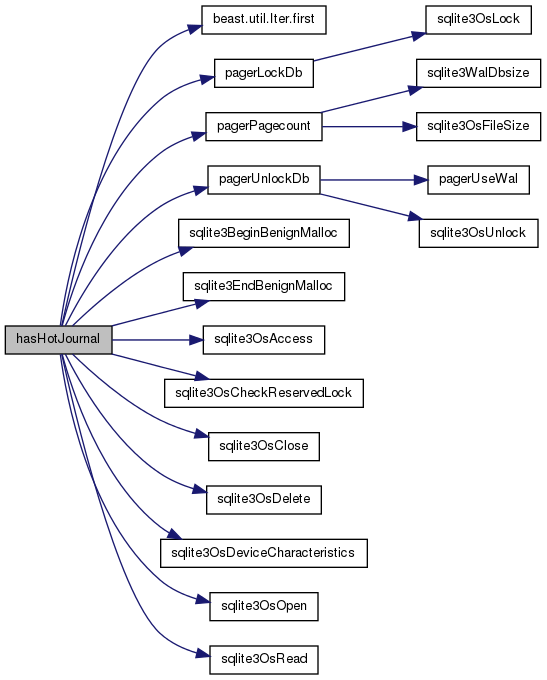 hasHotJournal
beast.util.Iter.first
pagerLockDb
sqlite3OsLock
pagerPagecount
sqlite3WalDbsize
sqlite3OsFileSize
pagerUnlockDb
pagerUseWal
sqlite3OsUnlock
sqlite3BeginBenignMalloc
sqlite3EndBenignMalloc
sqlite3OsAccess
sqlite3OsCheckReservedLock
sqlite3OsClose
sqlite3OsDelete
sqlite3OsDeviceCharacteristics
sqlite3OsOpen
sqlite3OsRead